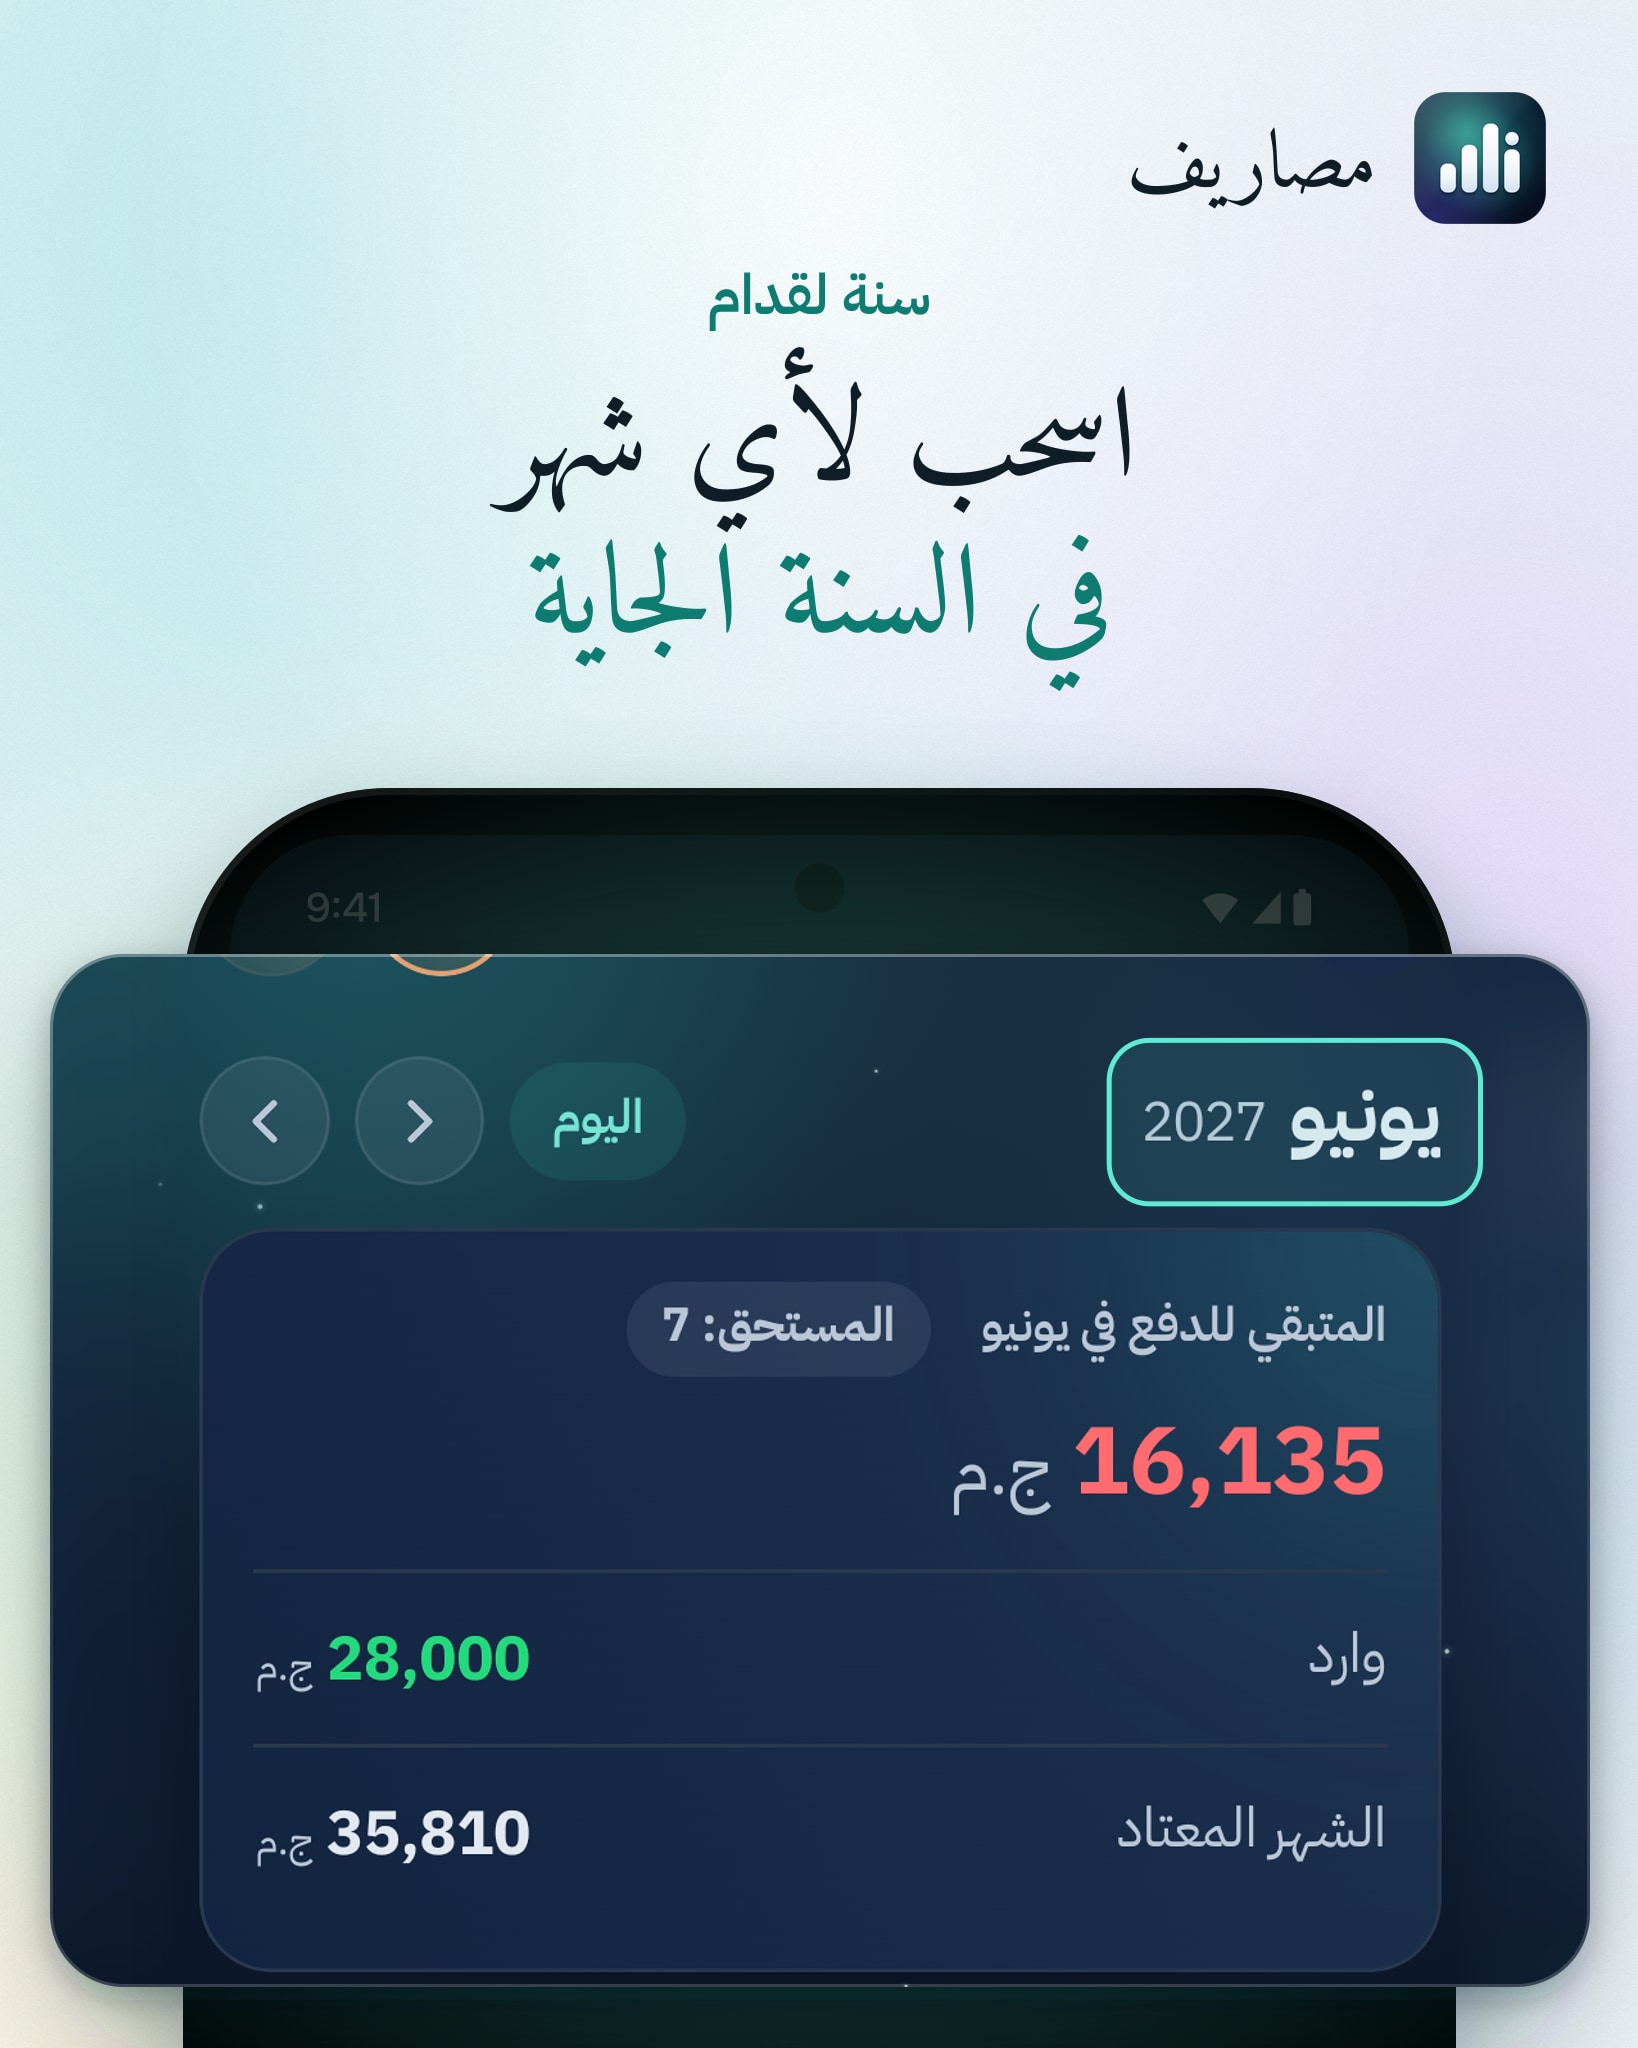 مصاريف
سنة لقدام
اسحب لأي شهر
في السنة الجاية
9:41
يونيو 2027
اليوم
المتبقي للدفع في يونيو
المستحق: 7
16,135 ج.م
وارد
28,000 ج.م
الشهر المعتاد
35,810 ج.م